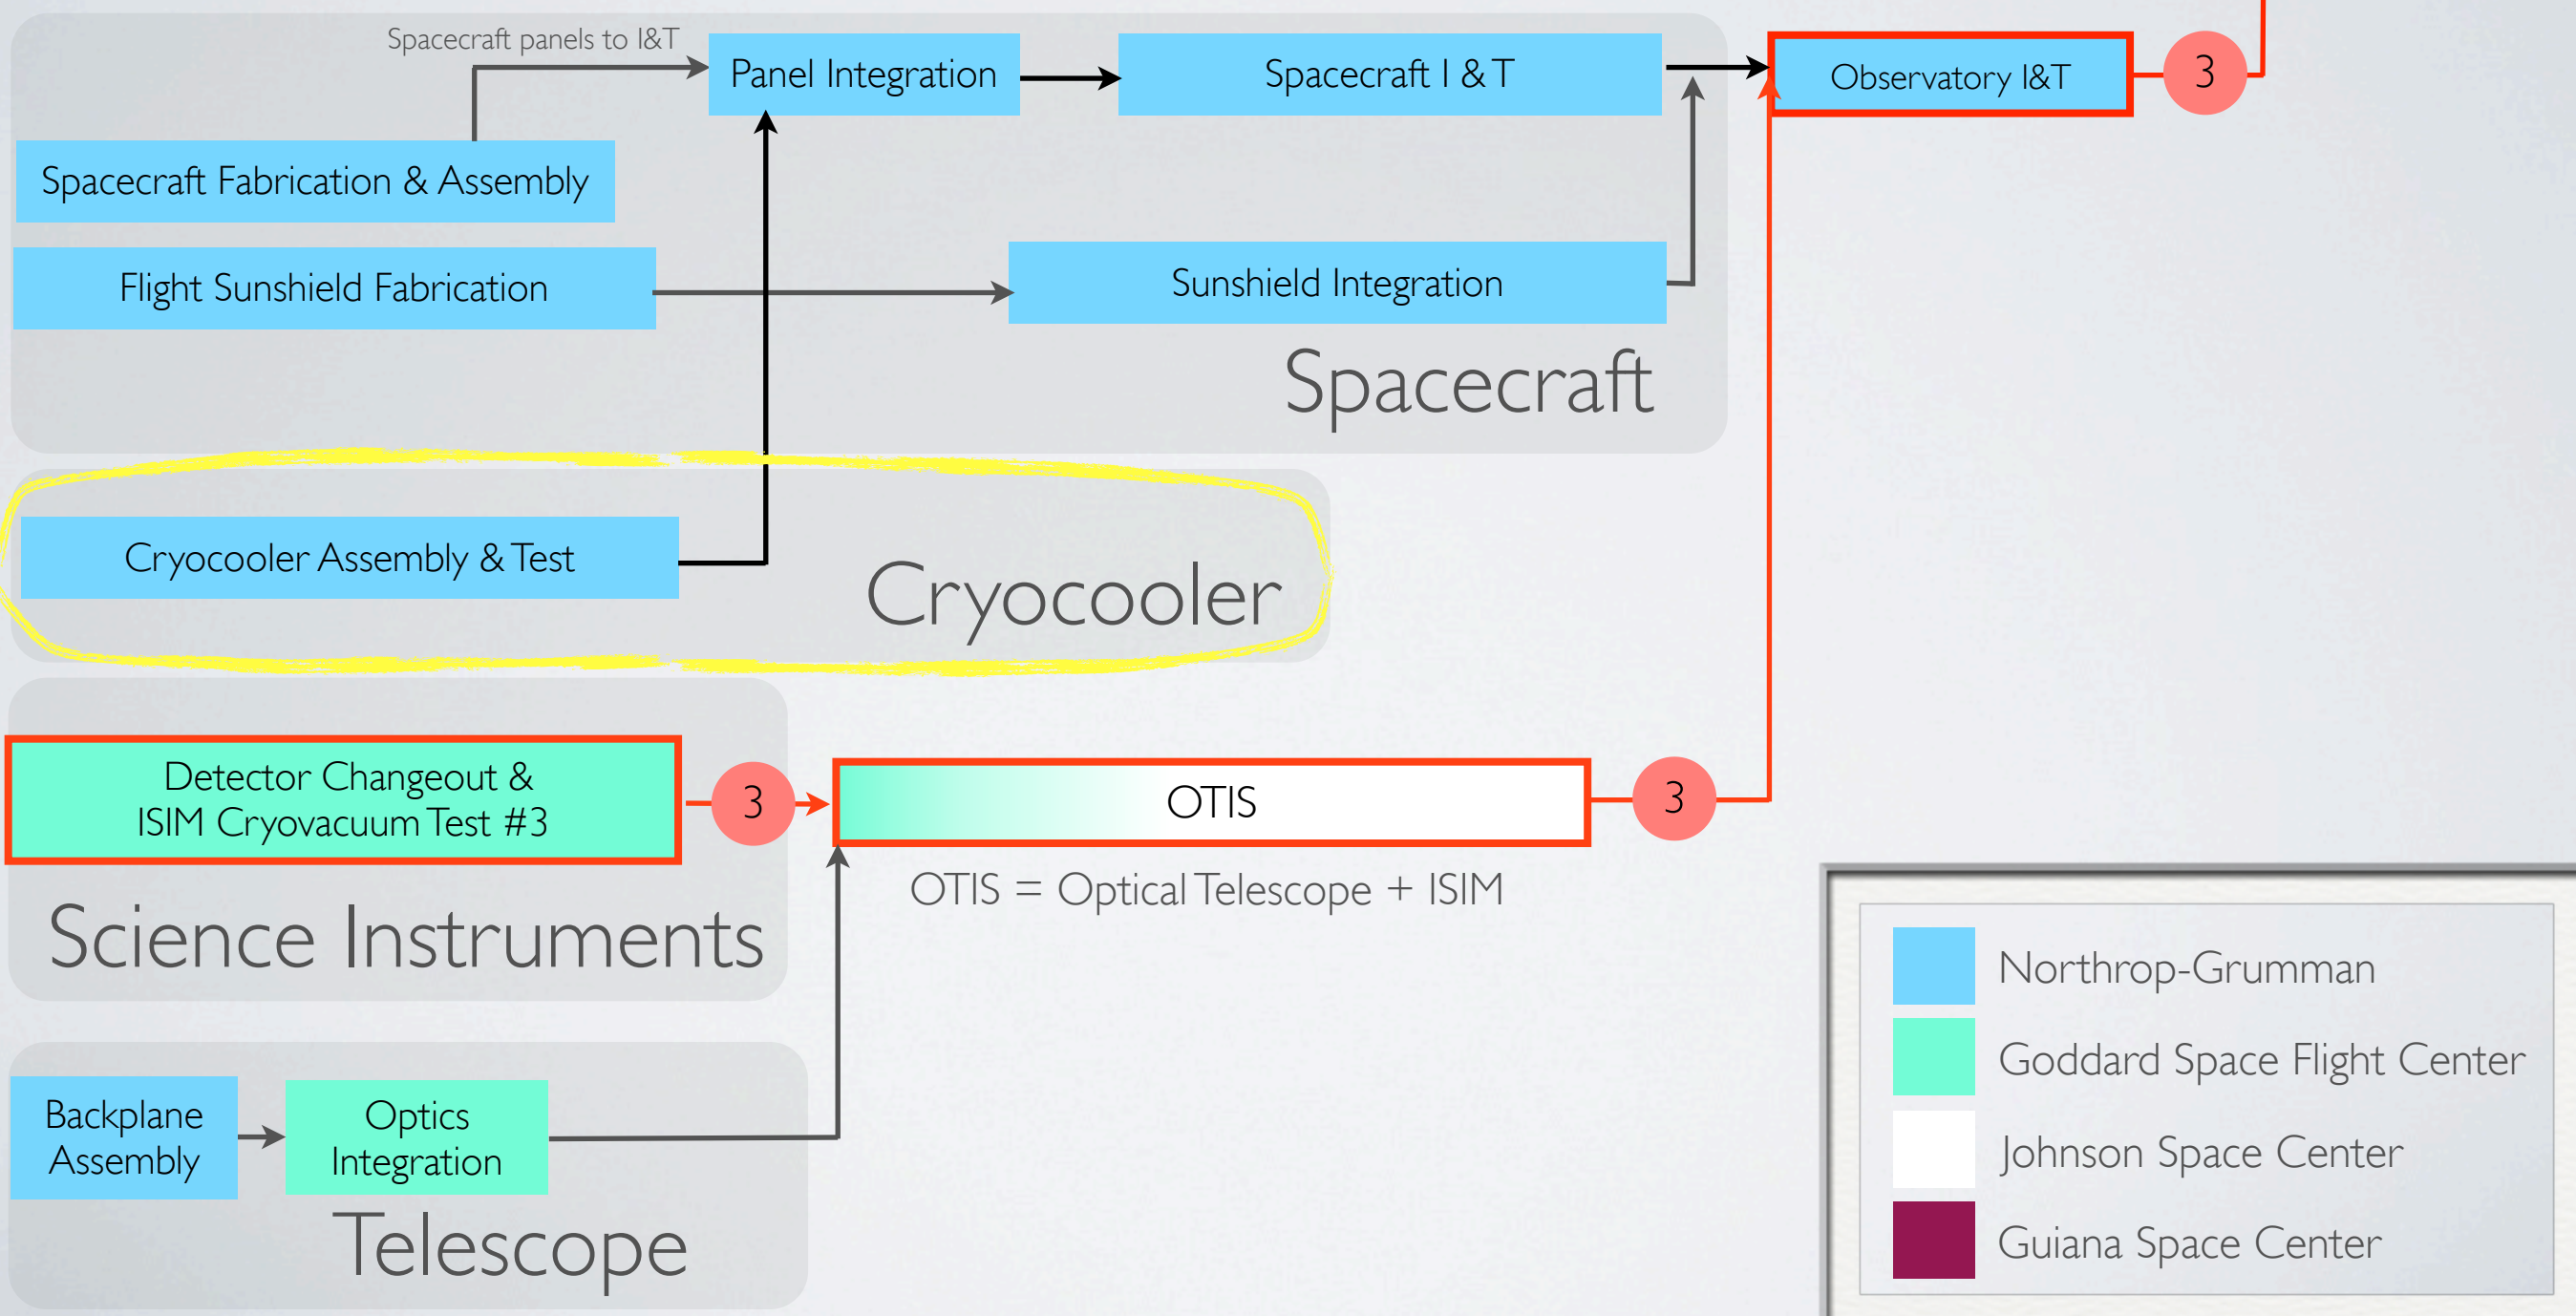 Spacecraft panels to I&T
Panel Integration
Spacecraft I & T
Observatory I&T
3
Spacecraft Fabrication & Assembly
Flight Sunshield Fabrication
Sunshield Integration
Spacecraft
Cryocooler Assembly & Test
Cryocooler
Detector Changeout &
ISIM Cryovacuum Test #3
3
OTIS
3
OTIS = Optical Telescope + ISIM
Science Instruments
Backplane
Assembly
Optics
Integration
Telescope
Northrop-Grumman
Goddard Space Flight Center
Johnson Space Center
Guiana Space Center